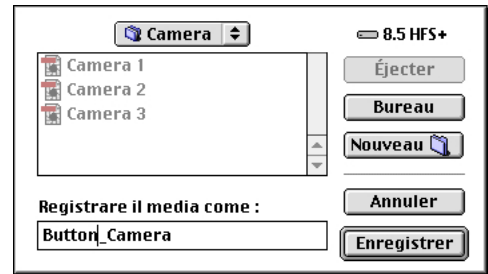 Camera
8.5 HFS+
Camera 1
Camera 2
Camera 3
Éjecter
Bureau
Nouveau
Registrare il media come :
Button_Camera
Annuler
Enregistrer